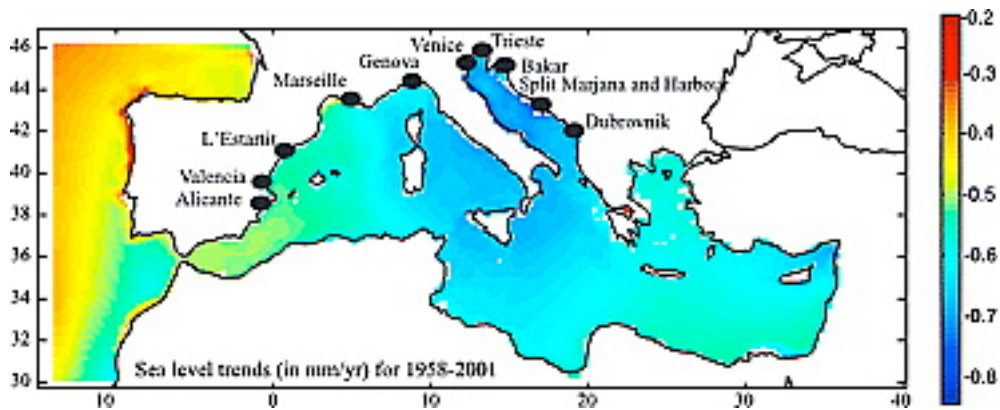 46
44
42
40
38
36
34
32
30
10
0
10
20
30
40
Venice
Trieste
Genova
Bakar
Marseille
Split Marjana and Harbour
Dubrovnik
L'Estanit
Valencia
Alicante
Sea level trends (in mm/yr) for 1958-2001
-0.2
-0.3
-0.4
-0.5
-0.6
-0.7
-0.8